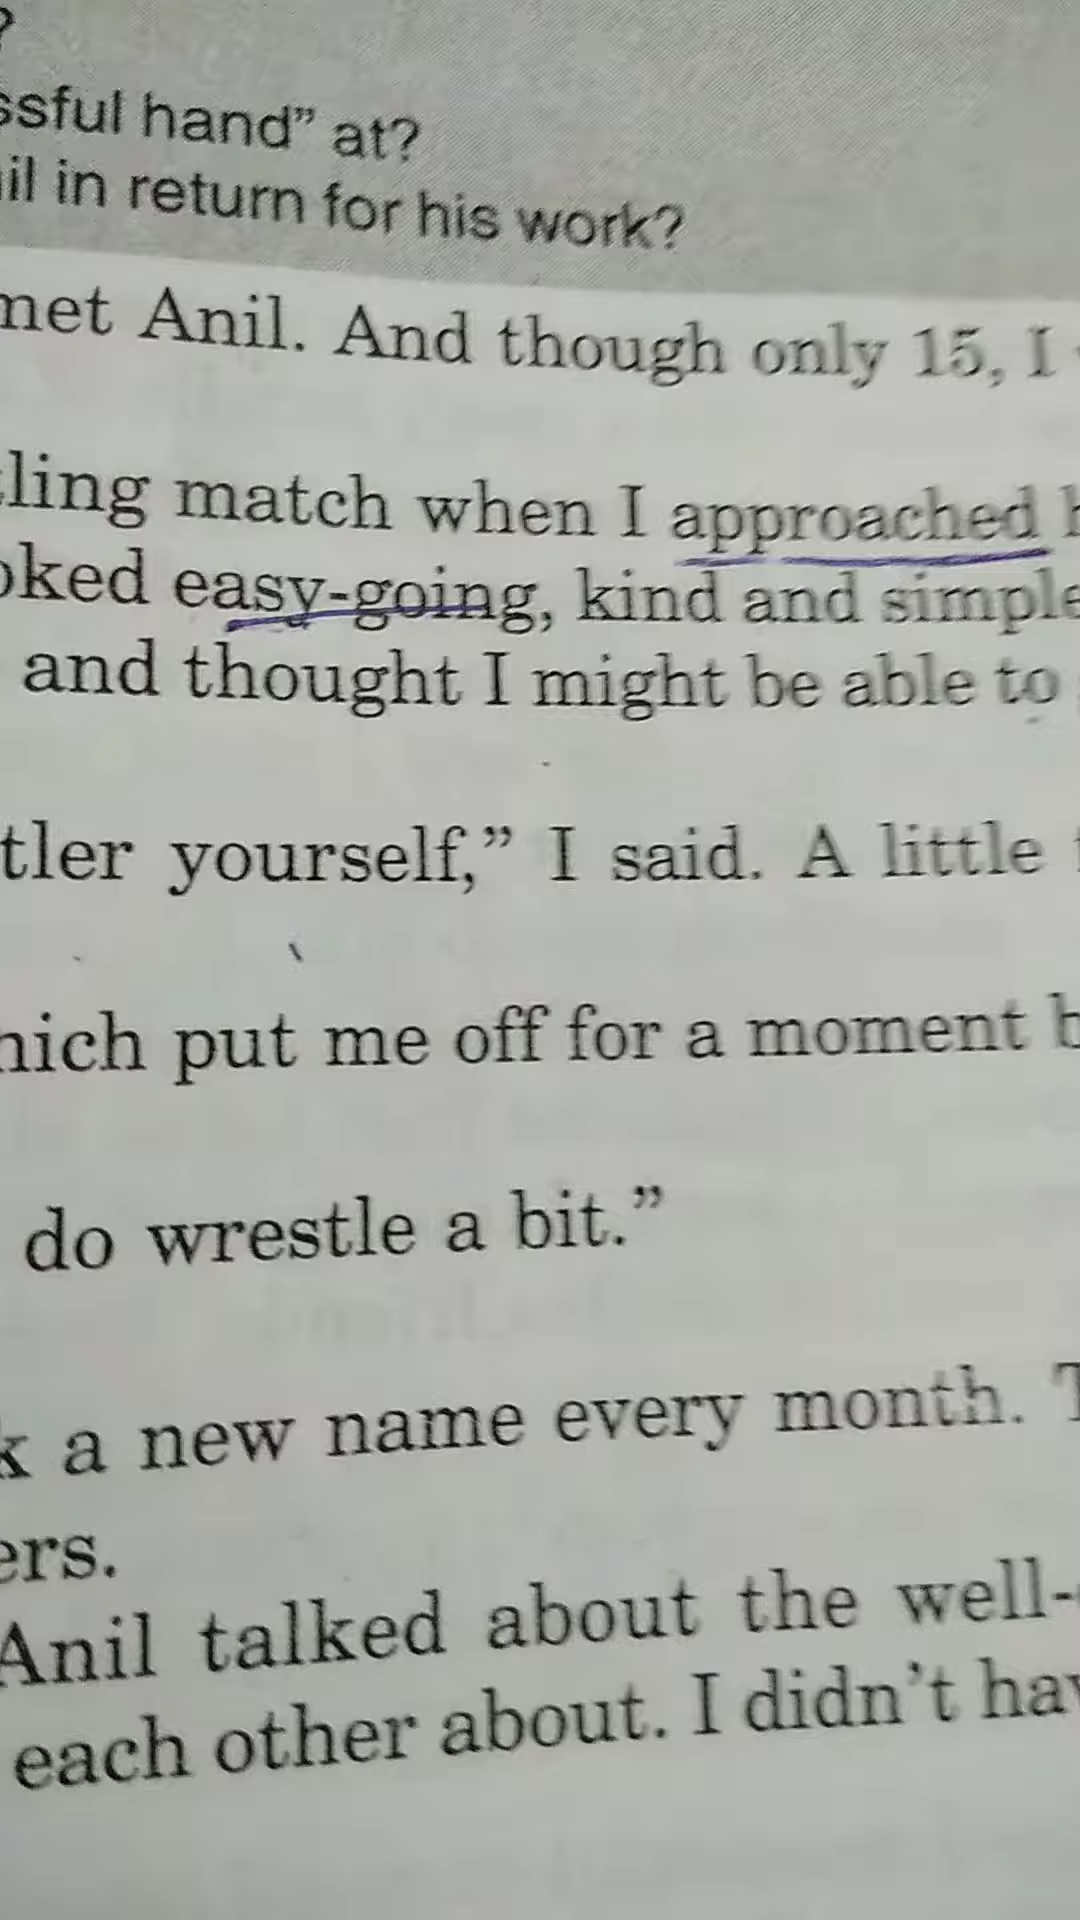 ?
ssful hand” at?
il in return for his work?
met Anil. And though only 15, I
ling match when I approached h
oked easy-going, kind and simple
and thought I might be able to
tler yourself,” I said. A little
hich put me off for a moment b
do wrestle a bit.”
k a new name every month. T
ers.
Anil talked about the well-
each other about. I didn’t hav